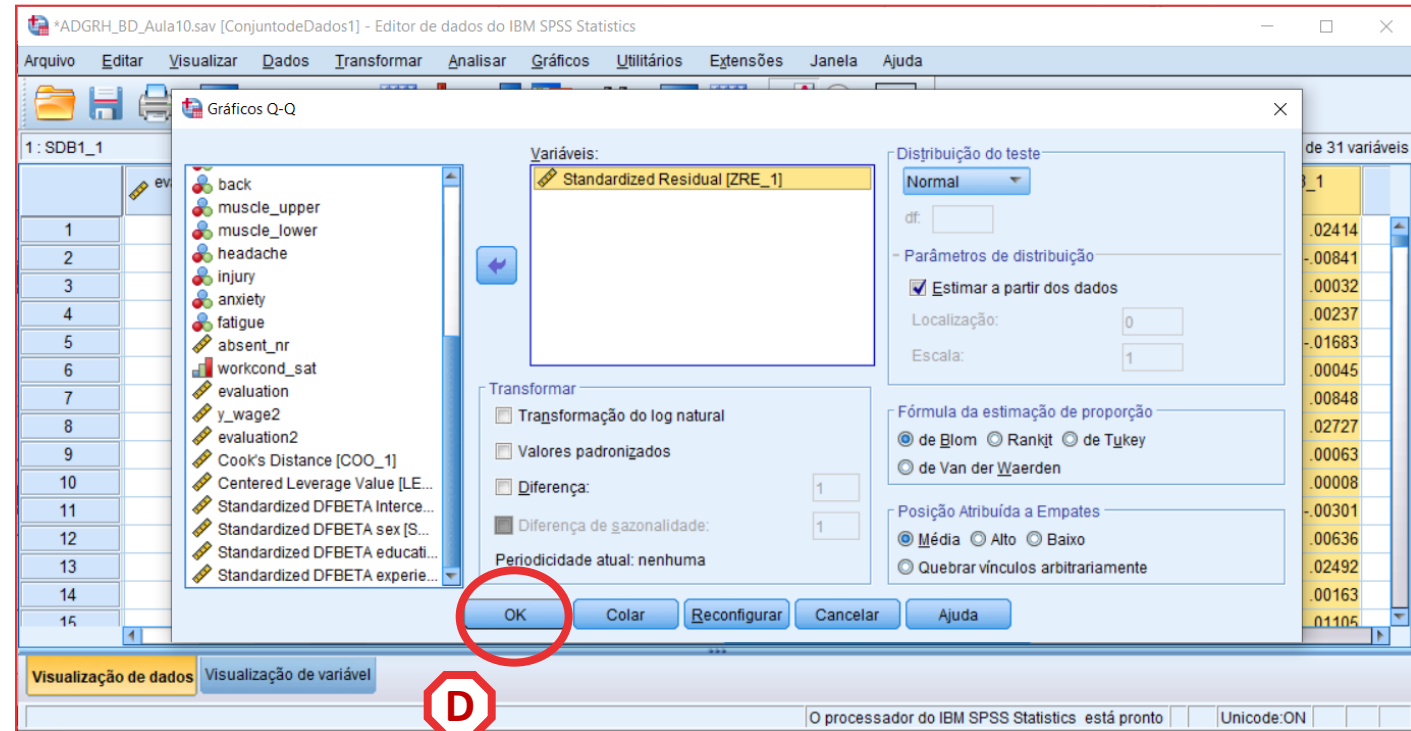 *ADGRH_BD_Aula10.sav [ConjuntodeDados1] - Editor de dados do IBM SPSS Statistics
Arquivo Editar Visualizar Dados Transformar Analisar Gráficos Utilitários Extensões Janela Ajuda
Gráficos Q-Q
1 : SDB1_1
de 31 variáveis
back
muscle_upper
muscle_lower
headache
injury
anxiety
fatigue
absent_nr
workcond_sat
evaluation
y_wage2
evaluation2
Cook's Distance [COO_1]
Centered Leverage Value [LE...
Standardized DFBETA Interce...
Standardized DFBETA sex [S...
Standardized DFBETA educati...
Standardized DFBETA experie...
Variáveis:
Standardized Residual [ZRE_1]
Transformar
Transformação do log natural
Valores padronizados
Diferença:
1
Diferença de sazonalidade:
1
Periodicidade atual: nenhuma
Distribuição do teste
Normal
df:
Parâmetros de distribuição
Estimar a partir dos dados
Localização:
0
Escala:
1
Fórmula da estimação de proporção
de Blom Rankit de Tukey
de Van der Waerden
Posição Atribuída a Empates
Média Alto Baixo
Quebrar vínculos arbitrariamente
OK Colar Reconfigurar Cancelar Ajuda
ev
_1
1 .02414
2 -.00841
3 .00032
4 .00237
5 -.01683
6 .00045
7 .00848
8 .02727
9 .00063
10 .00008
11 -.00301
12 .00636
13 .02492
14 .00163
15 .01105
Visualização de dados Visualização de variável
D
O processador do IBM SPSS Statistics está pronto
Unicode:ON